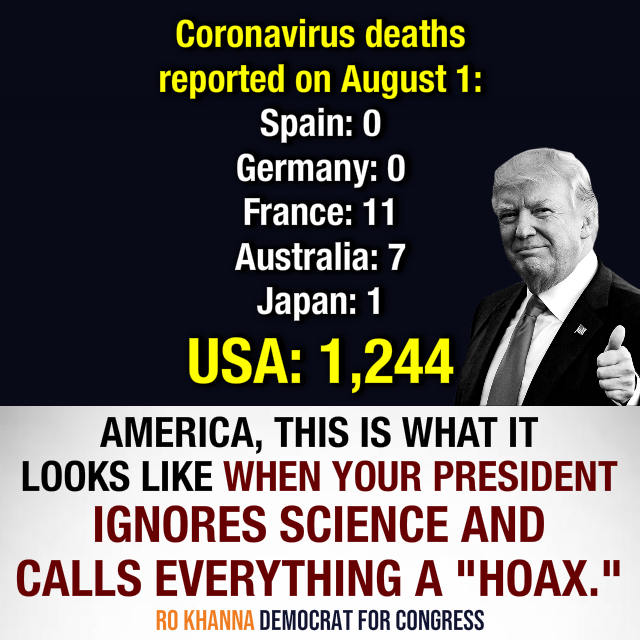 Coronavirus deaths
reported on August 1:
Spain: 0
Germany: 0
France: 11
Australia: 7
Japan: 1
USA: 1,244
AMERICA, THIS IS WHAT IT
LOOKS LIKE WHEN YOUR PRESIDENT
IGNORES SCIENCE AND
CALLS EVERYTHING A "HOAX."
RO KHANNA DEMOCRAT FOR CONGRESS